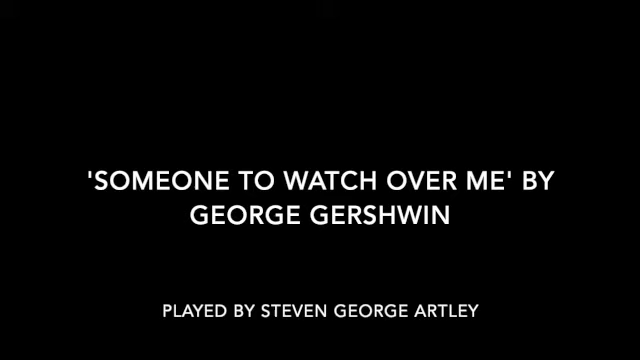 'SOMEONE TO WATCH OVER ME' BY
GEORGE GERSHWIN
PLAYED BY STEVEN GEORGE ARTLEY